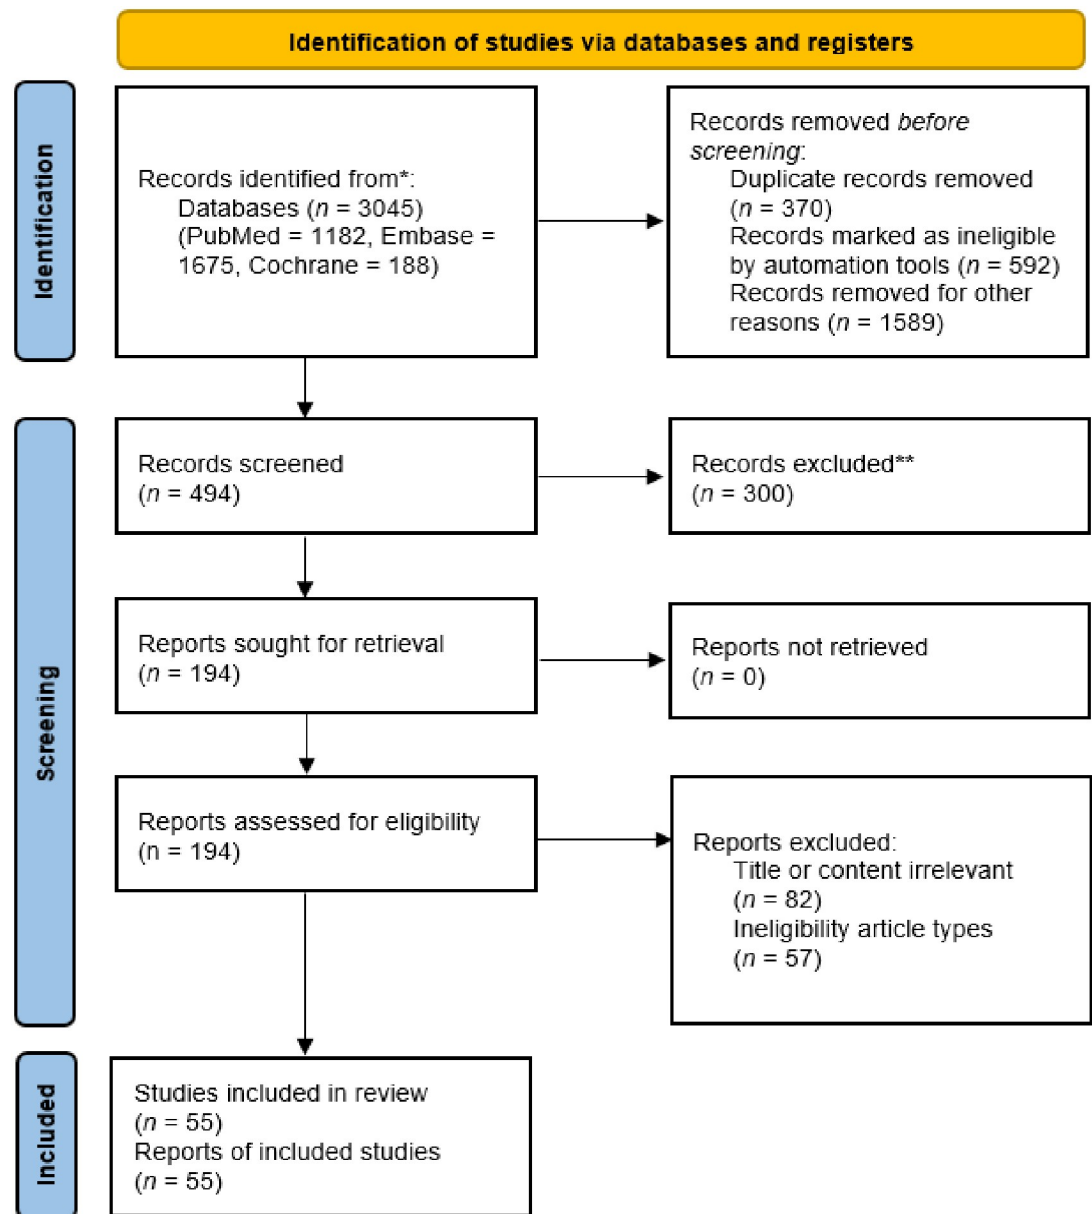 Identification of studies via databases and registers
Identification
Records identified from*:
Databases (n = 3045)
(PubMed = 1182, Embase =
1675, Cochrane = 188)
Records removed before
screening:
Duplicate records removed
(n = 370)
Records marked as ineligible
by automation tools (n = 592)
Records removed for other
reasons (n = 1589)
Screening
Records screened
(n = 494)
Records excluded**
(n = 300)
Reports sought for retrieval
(n = 194)
Reports not retrieved
(n = 0)
Reports assessed for eligibility
(n = 194)
Reports excluded:
Title or content irrelevant
(n = 82)
Ineligibility article types
(n = 57)
Included
Studies included in review
(n = 55)
Reports of included studies
(n = 55)